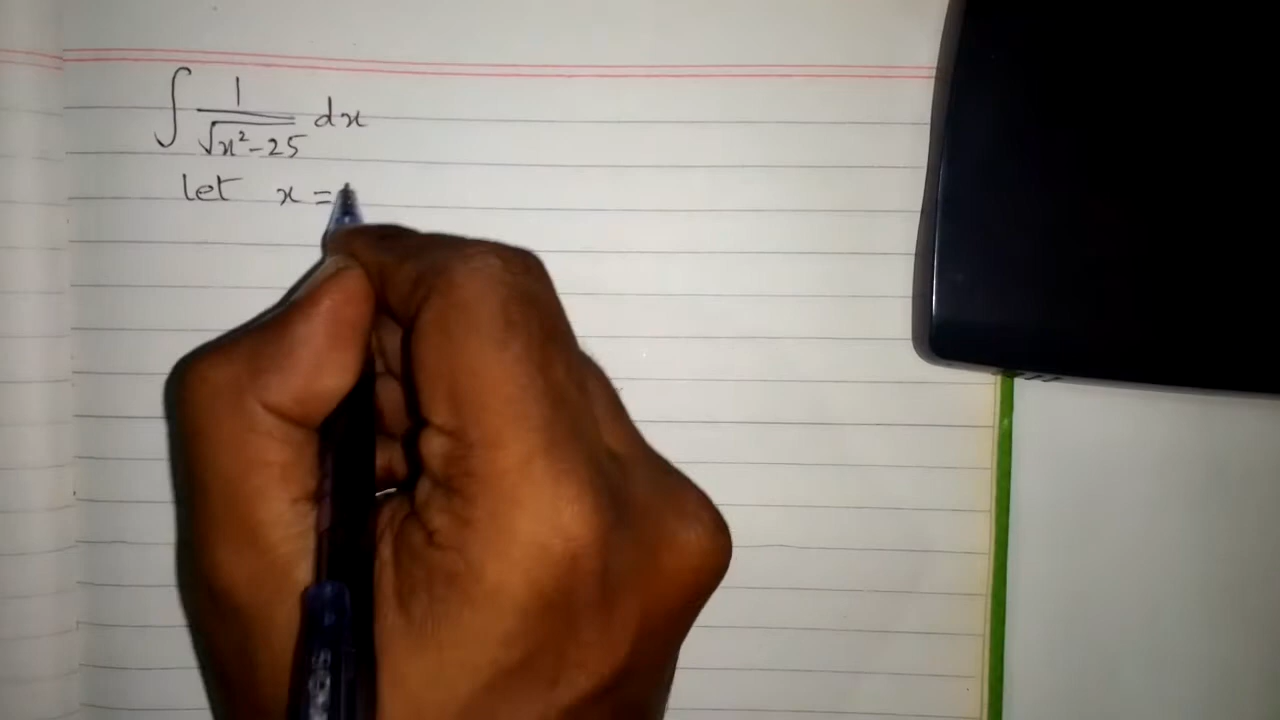 ∫ 1/√(x²-25) dx
let x =